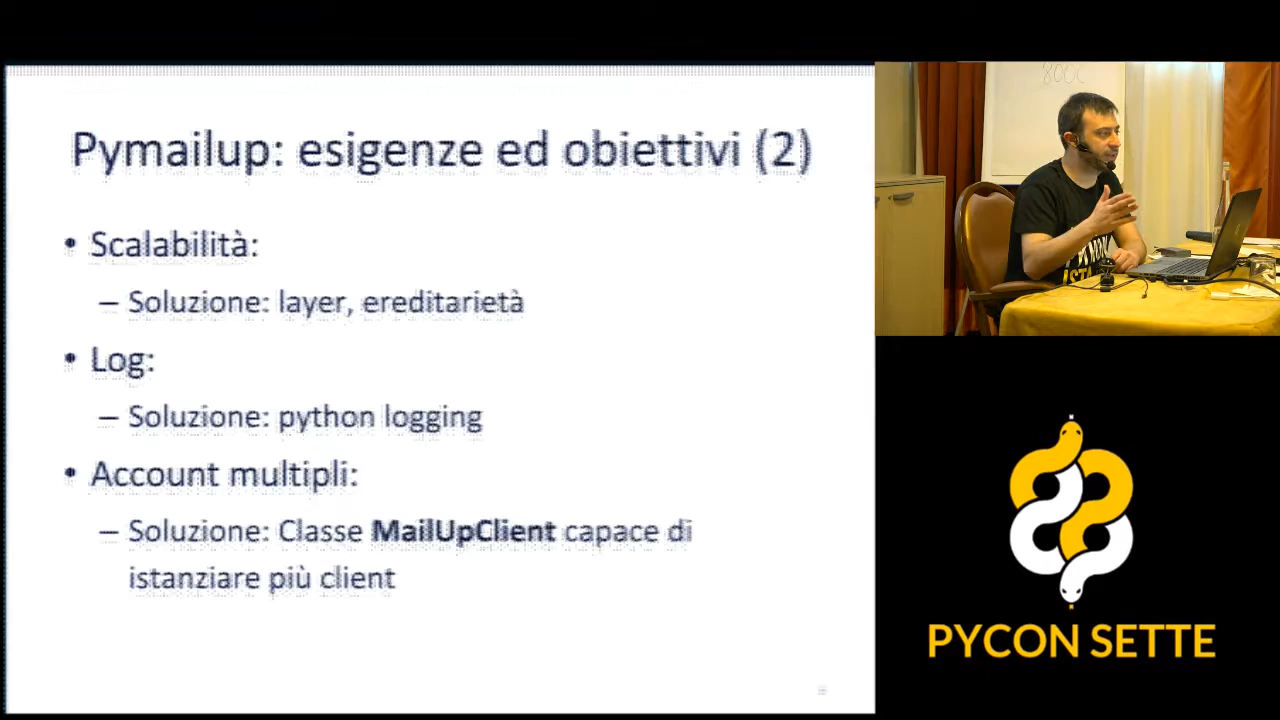 Pymailup: esigenze ed obiettivi (2)
• Scalabilità:
– Soluzione: layer, ereditarietà
• Log:
– Soluzione: python logging
• Account multipli:
– Soluzione: Classe MailUpClient capace di
istanziare più client
8000
PYCON SETTE